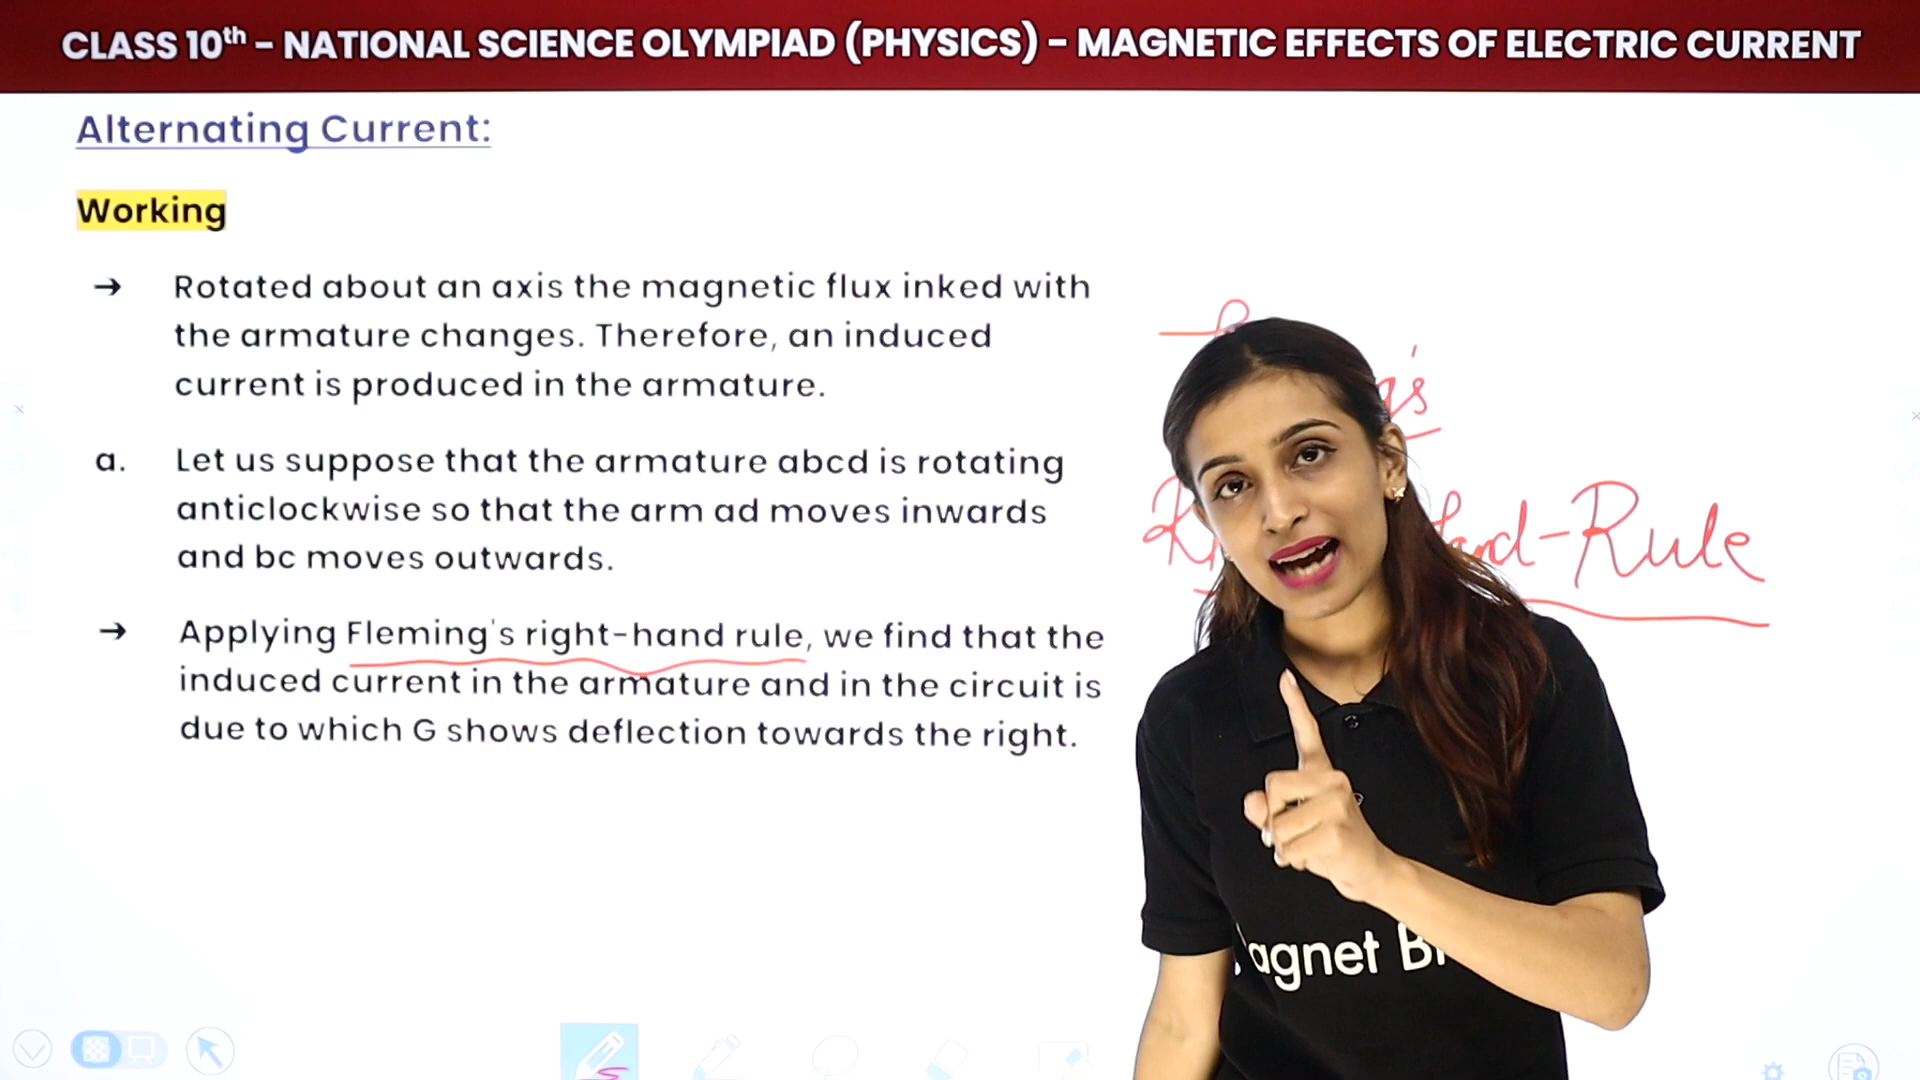 CLASS 10th – NATIONAL SCIENCE OLYMPIAD (PHYSICS) – MAGNETIC EFFECTS OF ELECTRIC CURRENT
Alternating Current:
Working
→ Rotated about an axis the magnetic flux inked with
the armature changes. Therefore, an induced
current is produced in the armature.
a. Let us suppose that the armature abcd is rotating
anticlockwise so that the arm ad moves inwards
and bc moves outwards.
→ Applying Fleming's right-hand rule, we find that the
induced current in the armature and in the circuit is
due to which G shows deflection towards the right.
-Rule
agnet